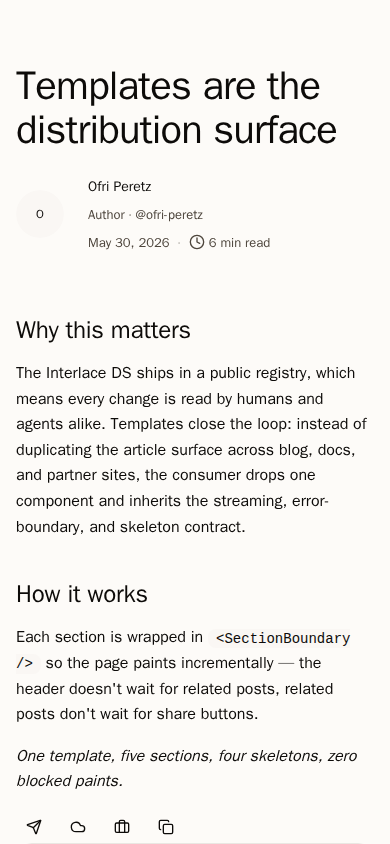 Templates are the
distribution surface
O
Ofri Peretz
Author · @ofri-peretz
May 30, 2026 · 6 min read
Why this matters
The Interlace DS ships in a public registry, which
means every change is read by humans and
agents alike. Templates close the loop: instead of
duplicating the article surface across blog, docs,
and partner sites, the consumer drops one
component and inherits the streaming, error-
boundary, and skeleton contract.
How it works
Each section is wrapped in <SectionBoundary
/> so the page paints incrementally — the
header doesn't wait for related posts, related
posts don't wait for share buttons.
One template, five sections, four skeletons, zero
blocked paints.